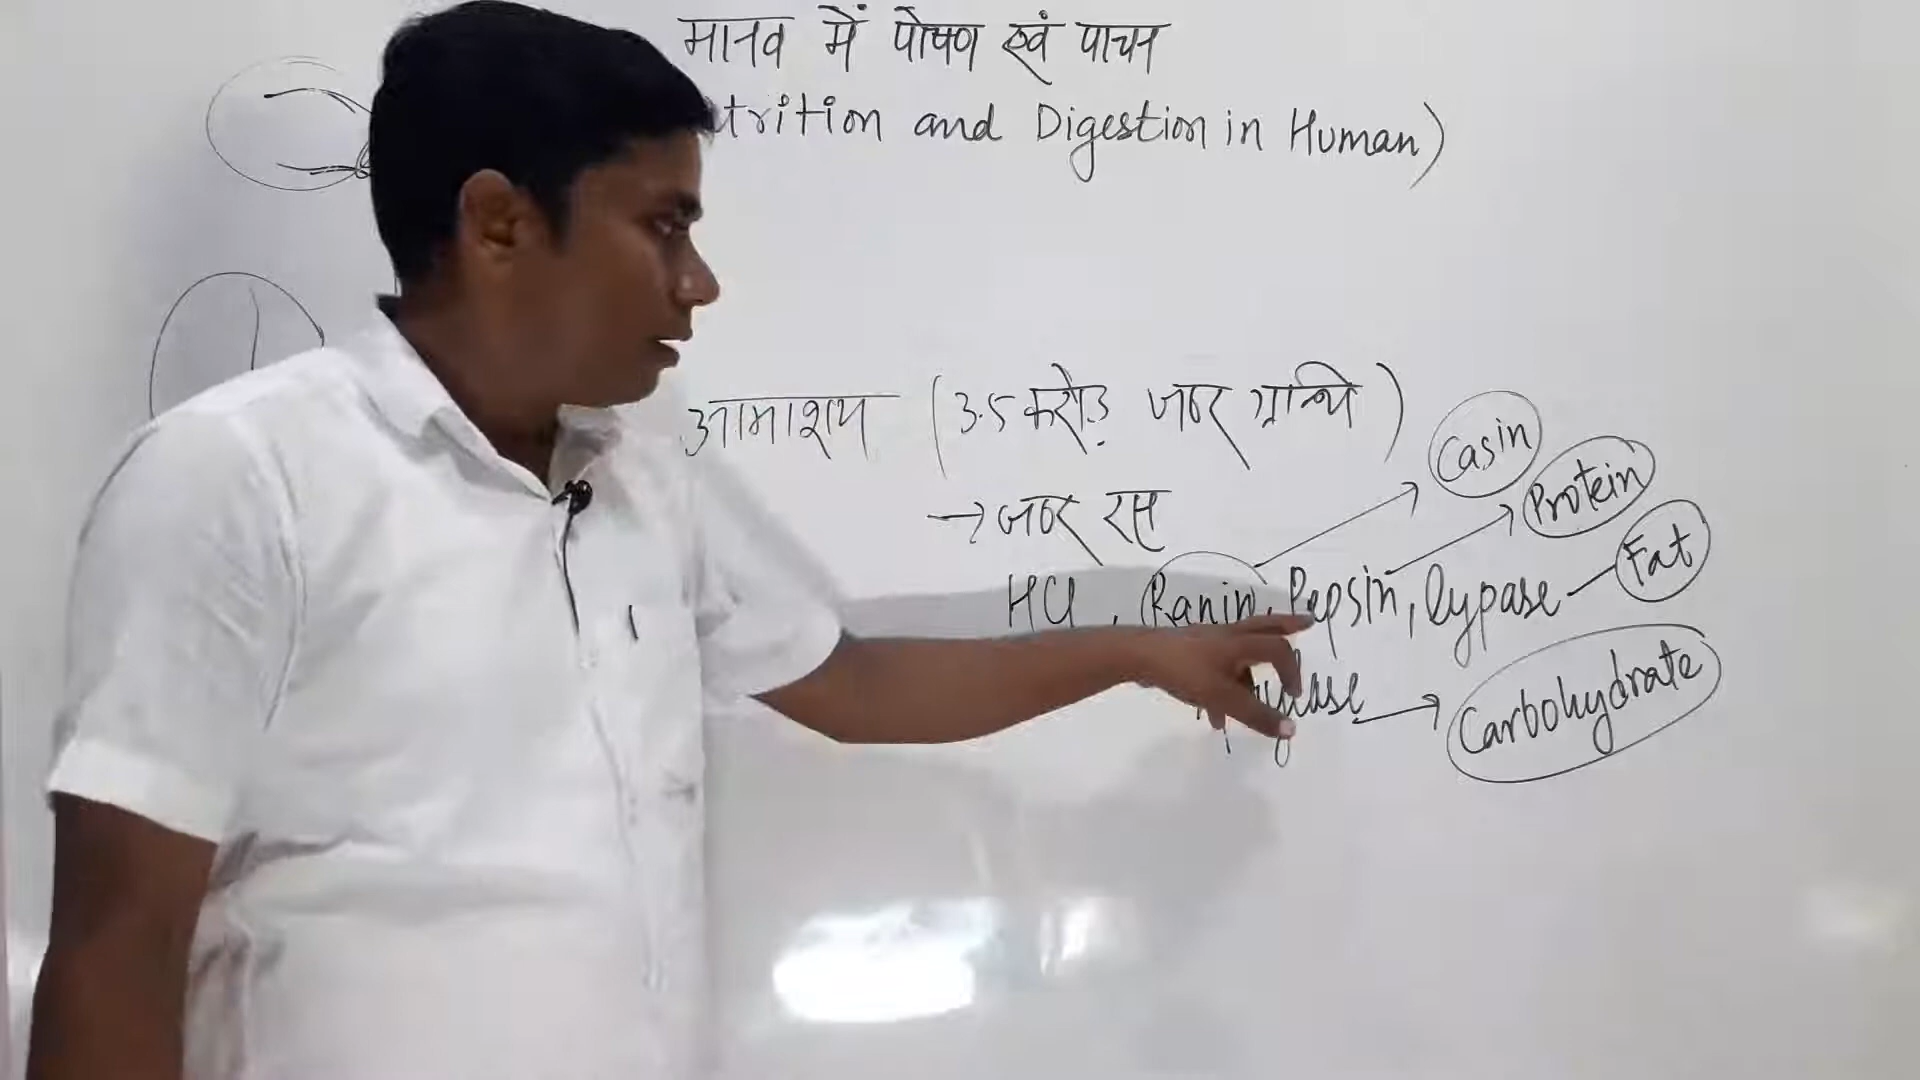 मानव में पोषण एवं पाचन
trition and Digestion in Human)
आमाशय (3.5 करोड़ जठर ग्रन्थि)
→ जठर रस
Casin
Protein
Fat
HCl, Ranin, Pepsin, lypase
ylase → Carbohydrate